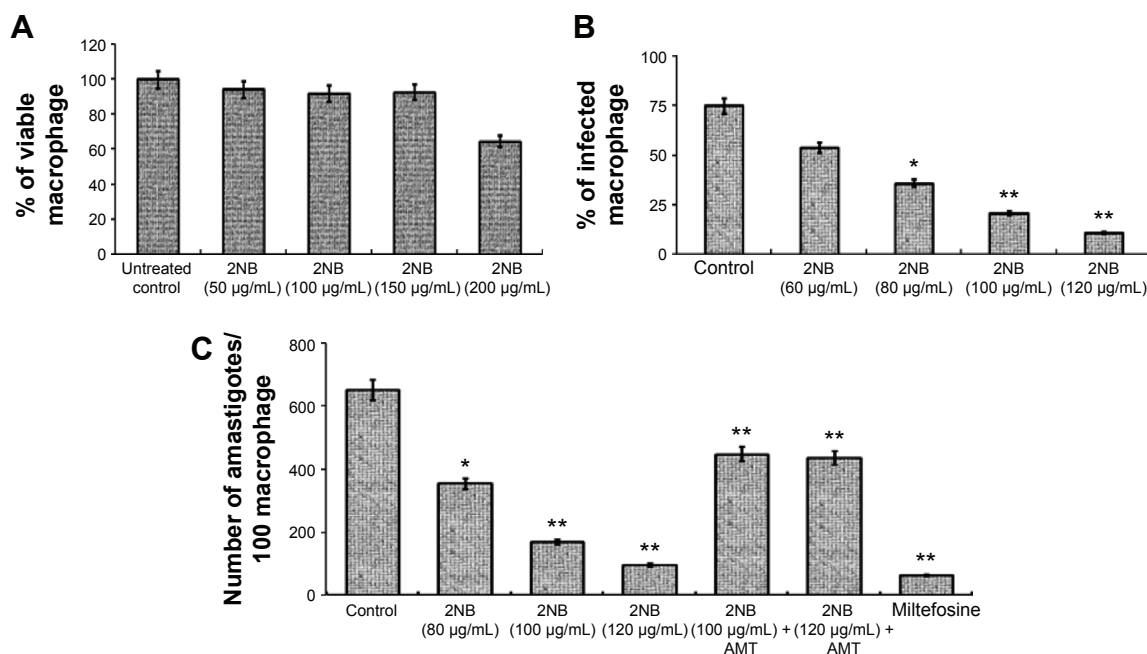 A
% of viable
macrophage
120
100
80
60
40
20
0
Untreated
control
2NB
(50 µg/mL)
2NB
(100 µg/mL)
2NB
(150 µg/mL)
2NB
(200 µg/mL)
B
% of infected
macrophage
100
75
50
25
0
*
**
**
Control
2NB
(60 µg/mL)
2NB
(80 µg/mL)
2NB
(100 µg/mL)
2NB
(120 µg/mL)
C
Number of amastigotes/
100 macrophage
800
600
400
200
0
*
**
**
**
**
**
Control
2NB
(80 µg/mL)
2NB
(100 µg/mL)
2NB
(120 µg/mL)
2NB
(100 µg/mL) +
AMT
2NB
(120 µg/mL) +
AMT
Miltefosine